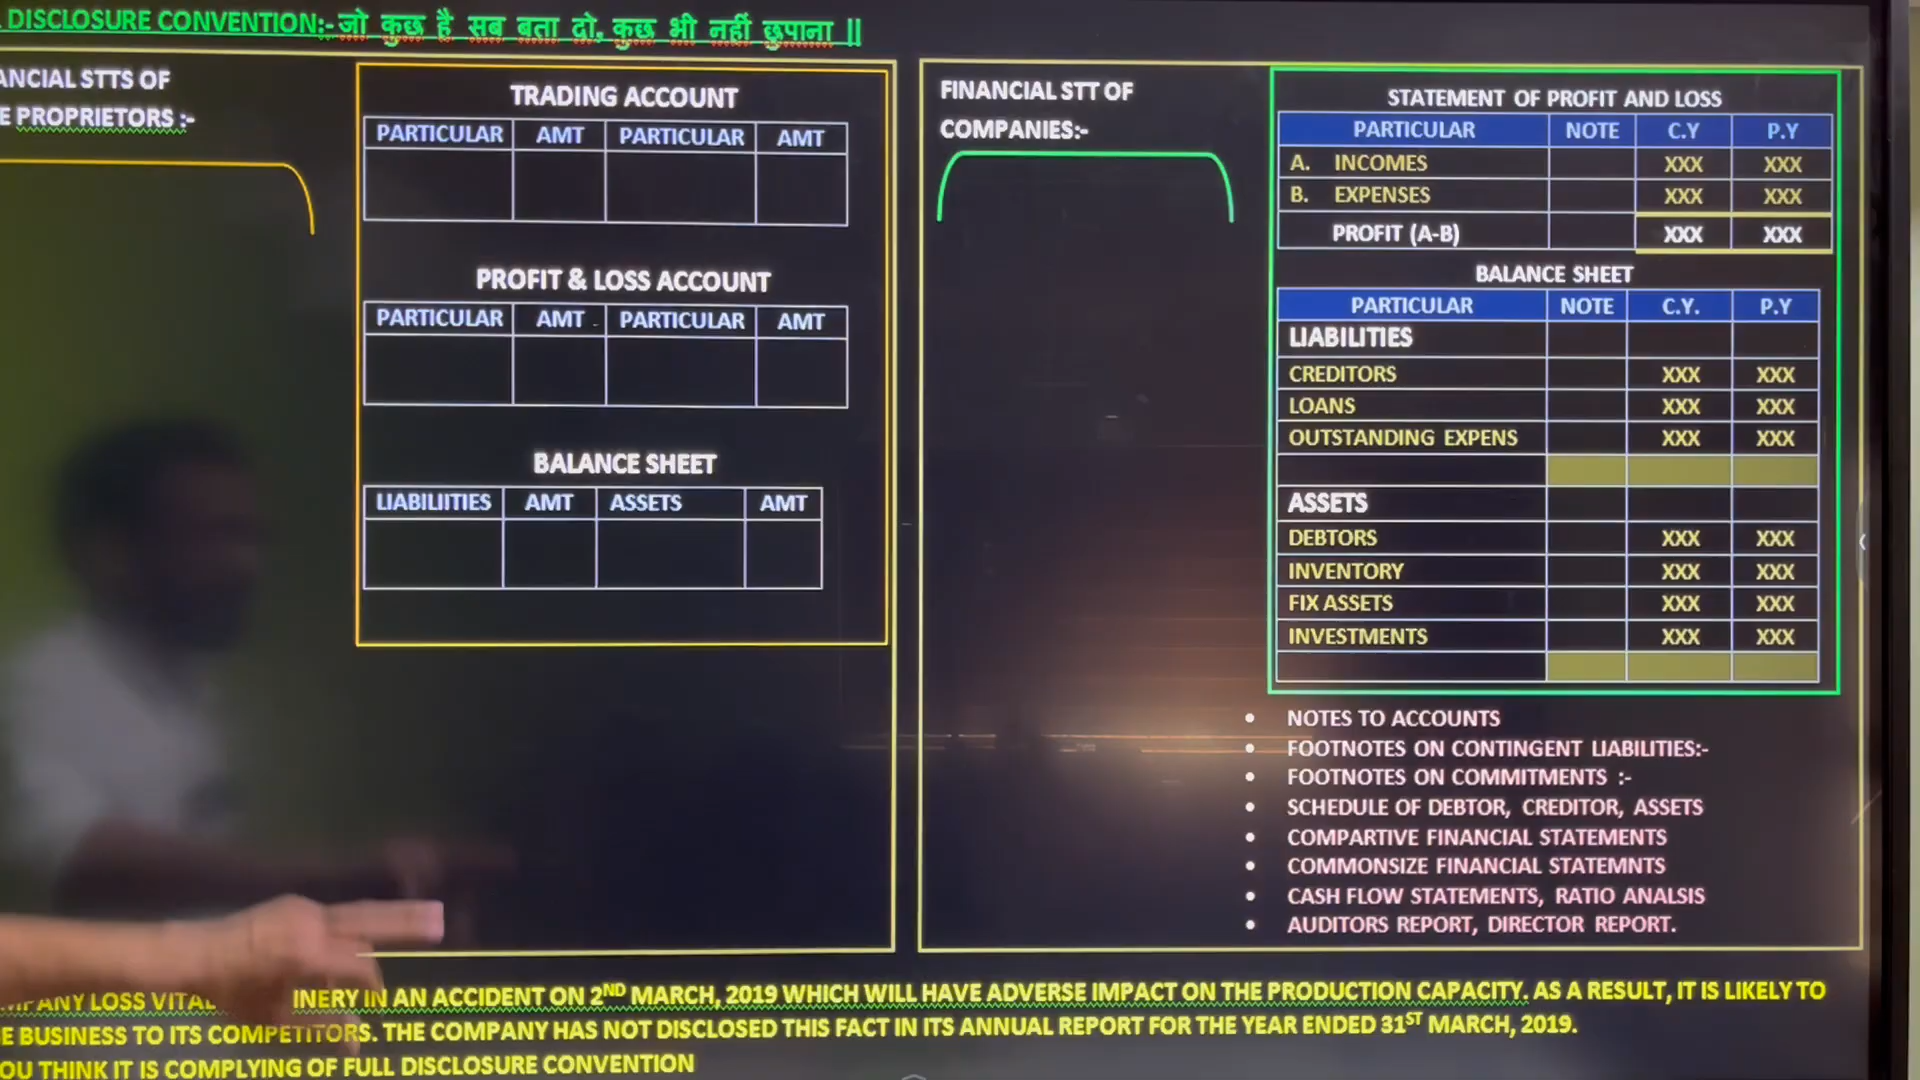 DISCLOSURE CONVENTION:- जो कुछ है सब बता दो, कुछ भी नहीं छुपाना ||
ANCIAL STTS OF
E PROPRIETORS :-
TRADING ACCOUNT
PARTICULAR AMT PARTICULAR AMT
PROFIT & LOSS ACCOUNT
PARTICULAR AMT PARTICULAR AMT
BALANCE SHEET
LIABILIITIES AMT ASSETS AMT
FINANCIAL STT OF
COMPANIES:-
STATEMENT OF PROFIT AND LOSS
PARTICULAR NOTE C.Y P.Y
A. INCOMES XXX XXX
B. EXPENSES XXX XXX
PROFIT (A-B) XXX XXX
BALANCE SHEET
PARTICULAR NOTE C.Y. P.Y
LIABILITIES
CREDITORS XXX XXX
LOANS XXX XXX
OUTSTANDING EXPENS XXX XXX
ASSETS
DEBTORS XXX XXX
INVENTORY XXX XXX
FIX ASSETS XXX XXX
INVESTMENTS XXX XXX
• NOTES TO ACCOUNTS
• FOOTNOTES ON CONTINGENT LIABILITIES:-
• FOOTNOTES ON COMMITMENTS :-
• SCHEDULE OF DEBTOR, CREDITOR, ASSETS
• COMPARTIVE FINANCIAL STATEMENTS
• COMMONSIZE FINANCIAL STATEMNTS
• CASH FLOW STATEMENTS, RATIO ANALSIS
• AUDITORS REPORT, DIRECTOR REPORT.
MPANY LOSS VITAL INERY IN AN ACCIDENT ON 2ND MARCH, 2019 WHICH WILL HAVE ADVERSE IMPACT ON THE PRODUCTION CAPACITY. AS A RESULT, IT IS LIKELY TO
E BUSINESS TO ITS COMPETITORS. THE COMPANY HAS NOT DISCLOSED THIS FACT IN ITS ANNUAL REPORT FOR THE YEAR ENDED 31ST MARCH, 2019.
OU THINK IT IS COMPLYING OF FULL DISCLOSURE CONVENTION